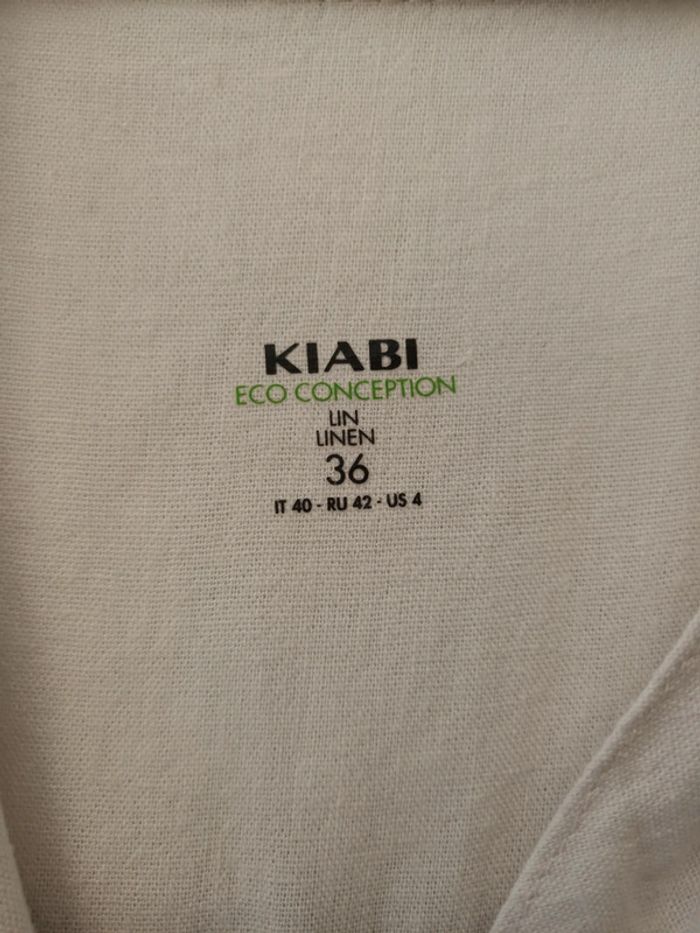 KIABI
ECO CONCEPTION
LIN
LINEN
36
IT 40 - RU 42 - US 4